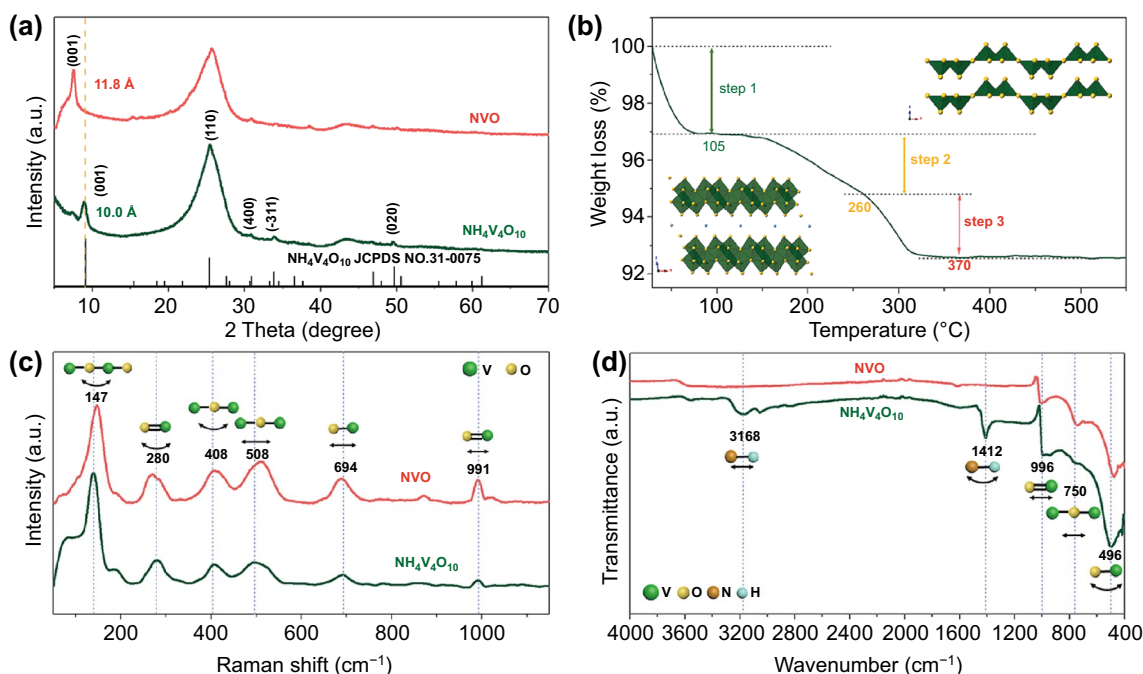 (a)
Intensity (a.u.)
(001)
11.8 Å
NVO
(110)
(001)
10.0 Å
(400)
(-311)
(020)
NH₄V₄O₁₀
NH₄V₄O₁₀ JCPDS NO.31-0075
10 20 30 40 50 60 70
2 Theta (degree)
(b)
Weight loss (%)
100
98
96
94
92
step 1
105
step 2
260
step 3
370
100 200 300 400 500
Temperature (°C)
(c)
Intensity (a.u.)
V O
147
280
408
508
694
991
NVO
NH₄V₄O₁₀
200 400 600 800 1000
Raman shift (cm⁻¹)
(d)
Transmittance (a.u.)
NVO
NH₄V₄O₁₀
3168
1412
996
750
496
V O N H
4000 3600 3200 2800 2400 2000 1600 1200 800 400
Wavenumber (cm⁻¹)